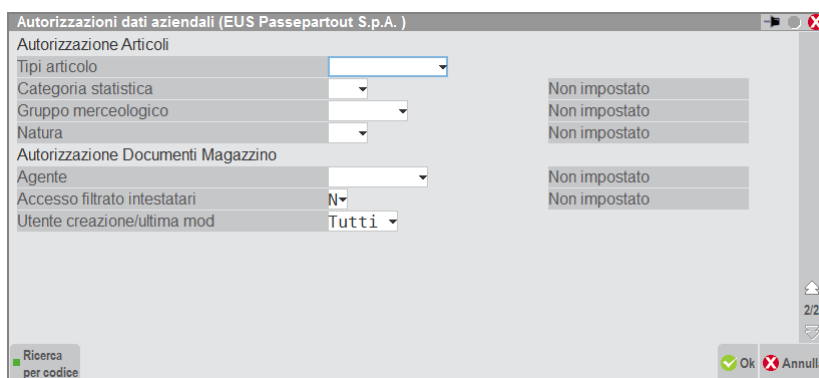 Autorizzazioni dati aziendali (EUS Passepartout S.p.A. )
Autorizzazione Articoli
Tipi articolo
Categoria statistica Non impostato
Gruppo merceologico Non impostato
Natura Non impostato
Autorizzazione Documenti Magazzino
Agente Non impostato
Accesso filtrato intestatari N Non impostato
Utente creazione/ultima mod Tutti
2/2
Ricerca
per codice
Ok Annull